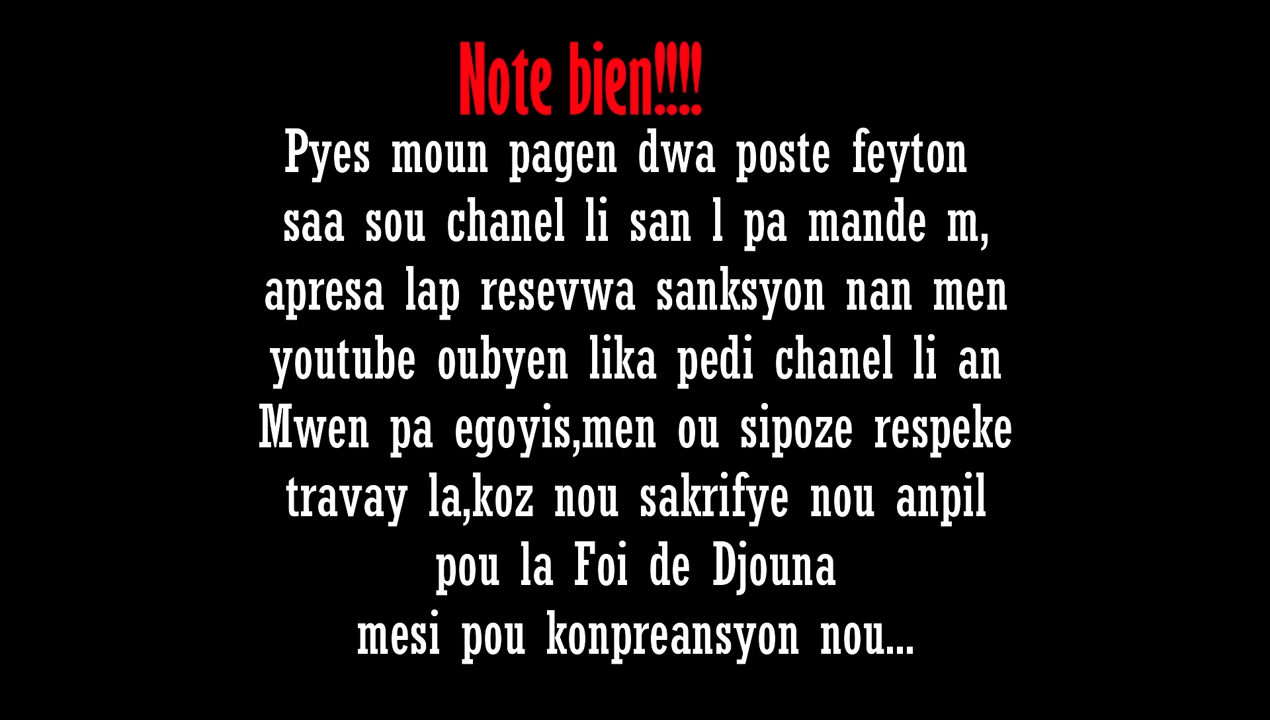 Note bien!!!!
Pyes moun pagen dwa poste feyton
saa sou chanel li san l pa mande m,
apresa lap resevwa sanksyon nan men
youtube oubyen lika pedi chanel li an
Mwen pa egoyis,men ou sipoze respeke
travay la,koz nou sakrifye nou anpil
pou la Foi de Djouna
mesi pou konpreansyon nou...